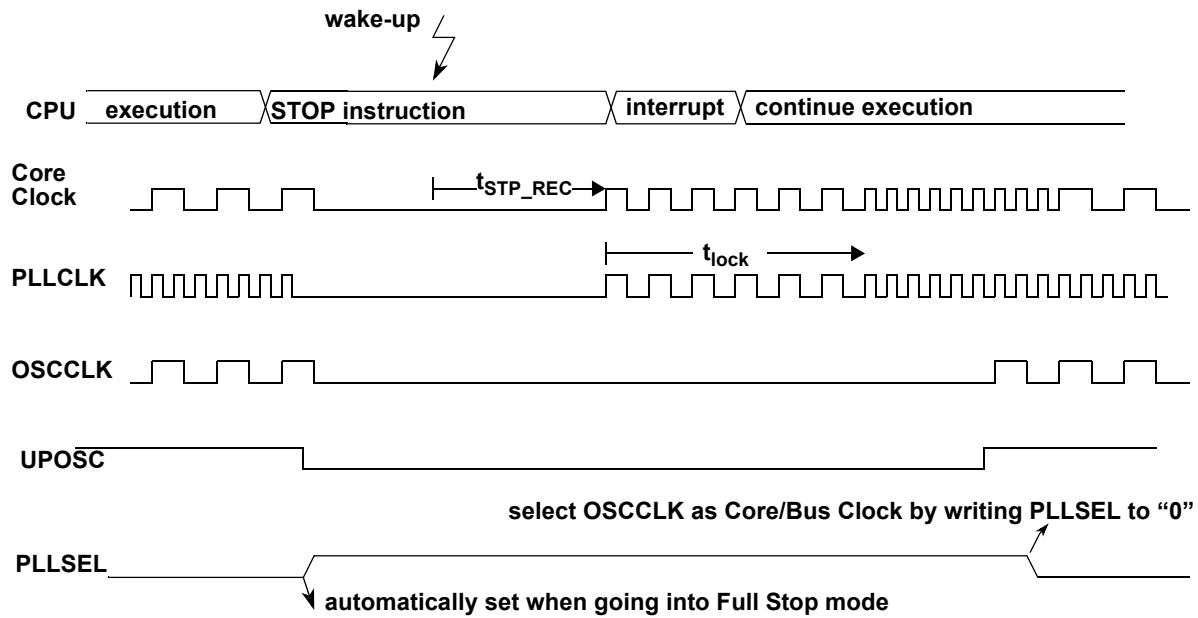 wake-up
CPU execution STOP instruction interrupt continue execution
Core
Clock
tSTP_REC
PLLCLK
tlock
OSCCLK
UPOSC
select OSCCLK as Core/Bus Clock by writing PLLSEL to “0”
PLLSEL
automatically set when going into Full Stop mode